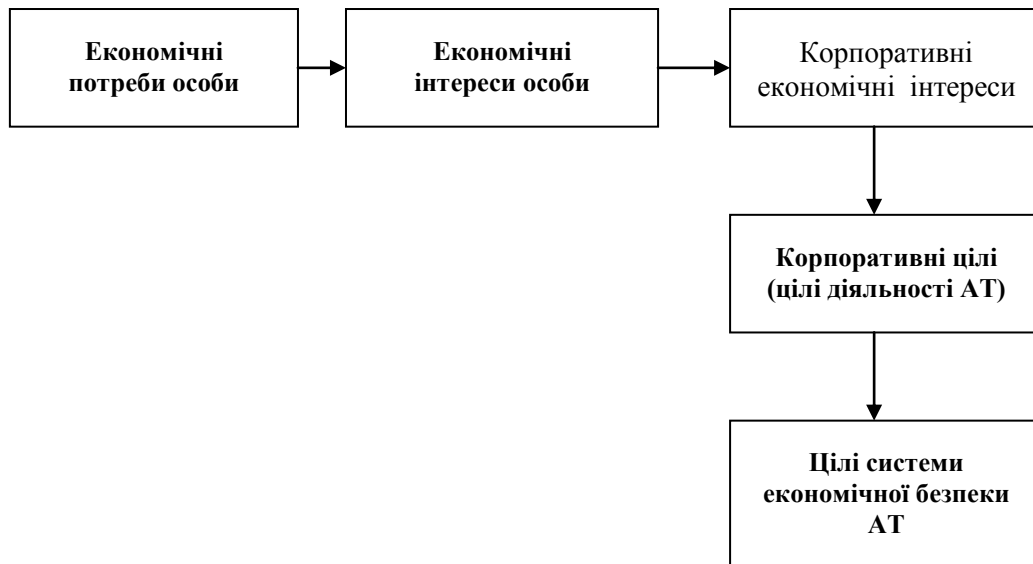 Економічні
потреби особи
Економічні
інтереси особи
Корпоративні
економічні інтереси
Корпоративні цілі
(цілі діяльності АТ)
Цілі системи
економічної безпеки
АТ